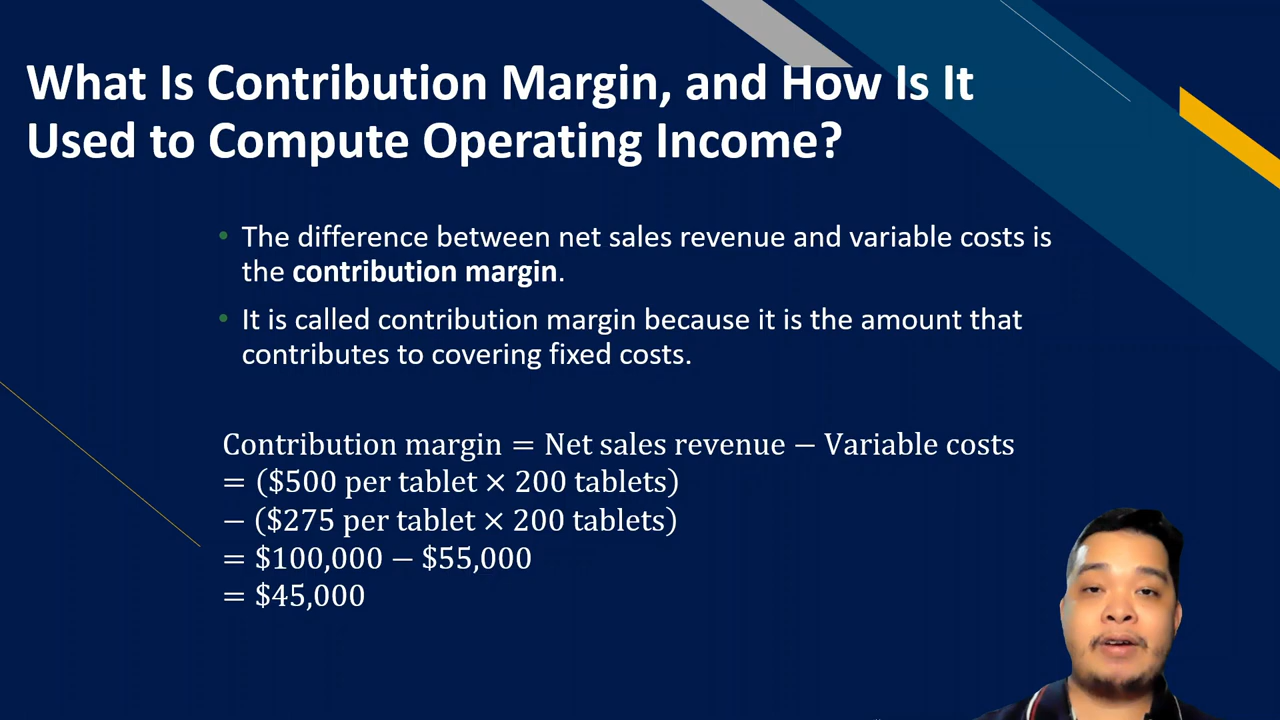 What Is Contribution Margin, and How Is It
Used to Compute Operating Income?
• The difference between net sales revenue and variable costs is
the contribution margin.
• It is called contribution margin because it is the amount that
contributes to covering fixed costs.
Contribution margin = Net sales revenue − Variable costs
= ($500 per tablet × 200 tablets)
− ($275 per tablet × 200 tablets)
= $100,000 − $55,000
= $45,000